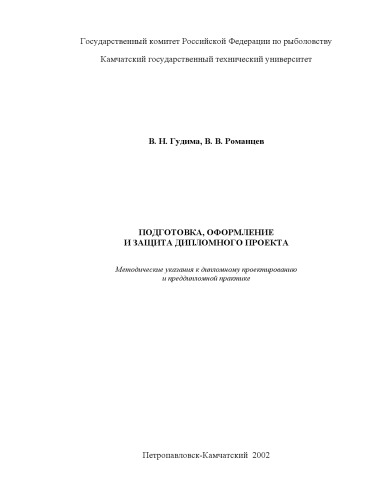 Государственный комитет Российской Федерации по рыболовству
Камчатский государственный технический университет
В. Н. Гудима, В. В. Романцев
ПОДГОТОВКА, ОФОРМЛЕНИЕ
И ЗАЩИТА ДИПЛОМНОГО ПРОЕКТА
Методические указания к дипломному проектированию
и преддипломной практике
Петропавловск-Камчатский 2002